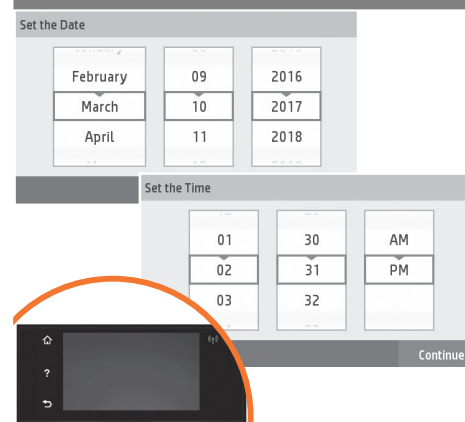 Set the Date
February 09 2016
March 10 2017
April 11 2018
Set the Time
01 30 AM
02 31 PM
03 32
?
Continue